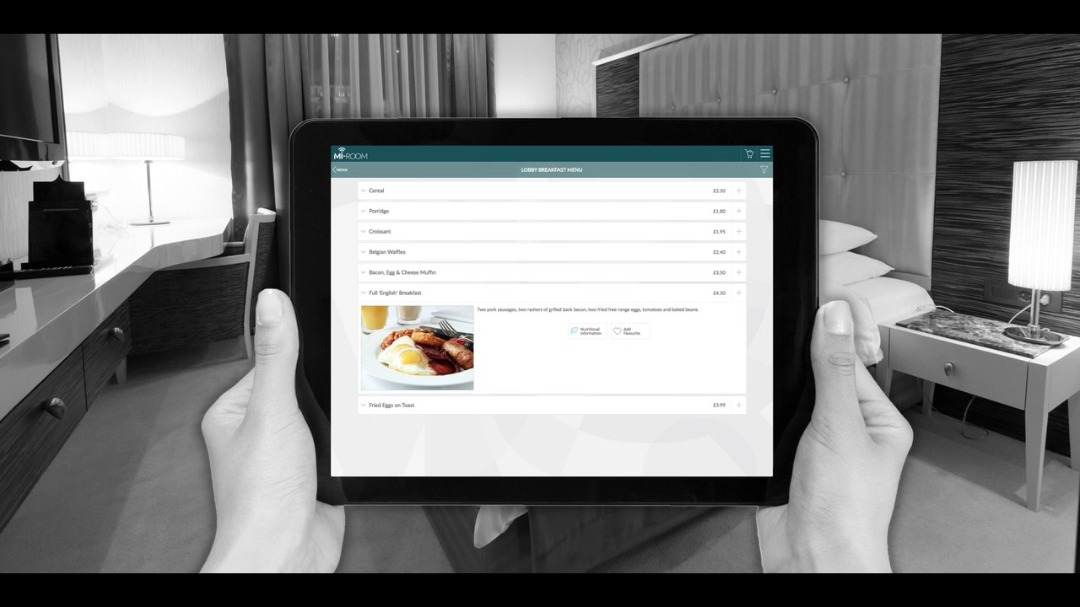 Mi-ROOM
MENUS
LOBBY BREAKFAST MENU
Cereal £2.50
Porridge £1.80
Croissant £1.95
Belgian Waffles £2.40
Bacon, Egg & Cheese Muffin £3.50
Full 'English' Breakfast £4.50
Two pork sausages, two rashers of grilled back bacon, two fried free-range eggs, tomatoes and baked beans.
Nutritional
Information
Add
Favourite
Fried Eggs on Toast £3.99